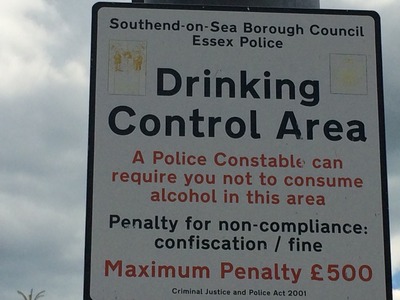 Southend-on-Sea Borough Council
Essex Police
Drinking
Control Area
A Police Constable can
require you not to consume
alcohol in this area
Penalty for non-compliance:
confiscation / fine
Maximum Penalty £500
Criminal Justice and Police Act 2001